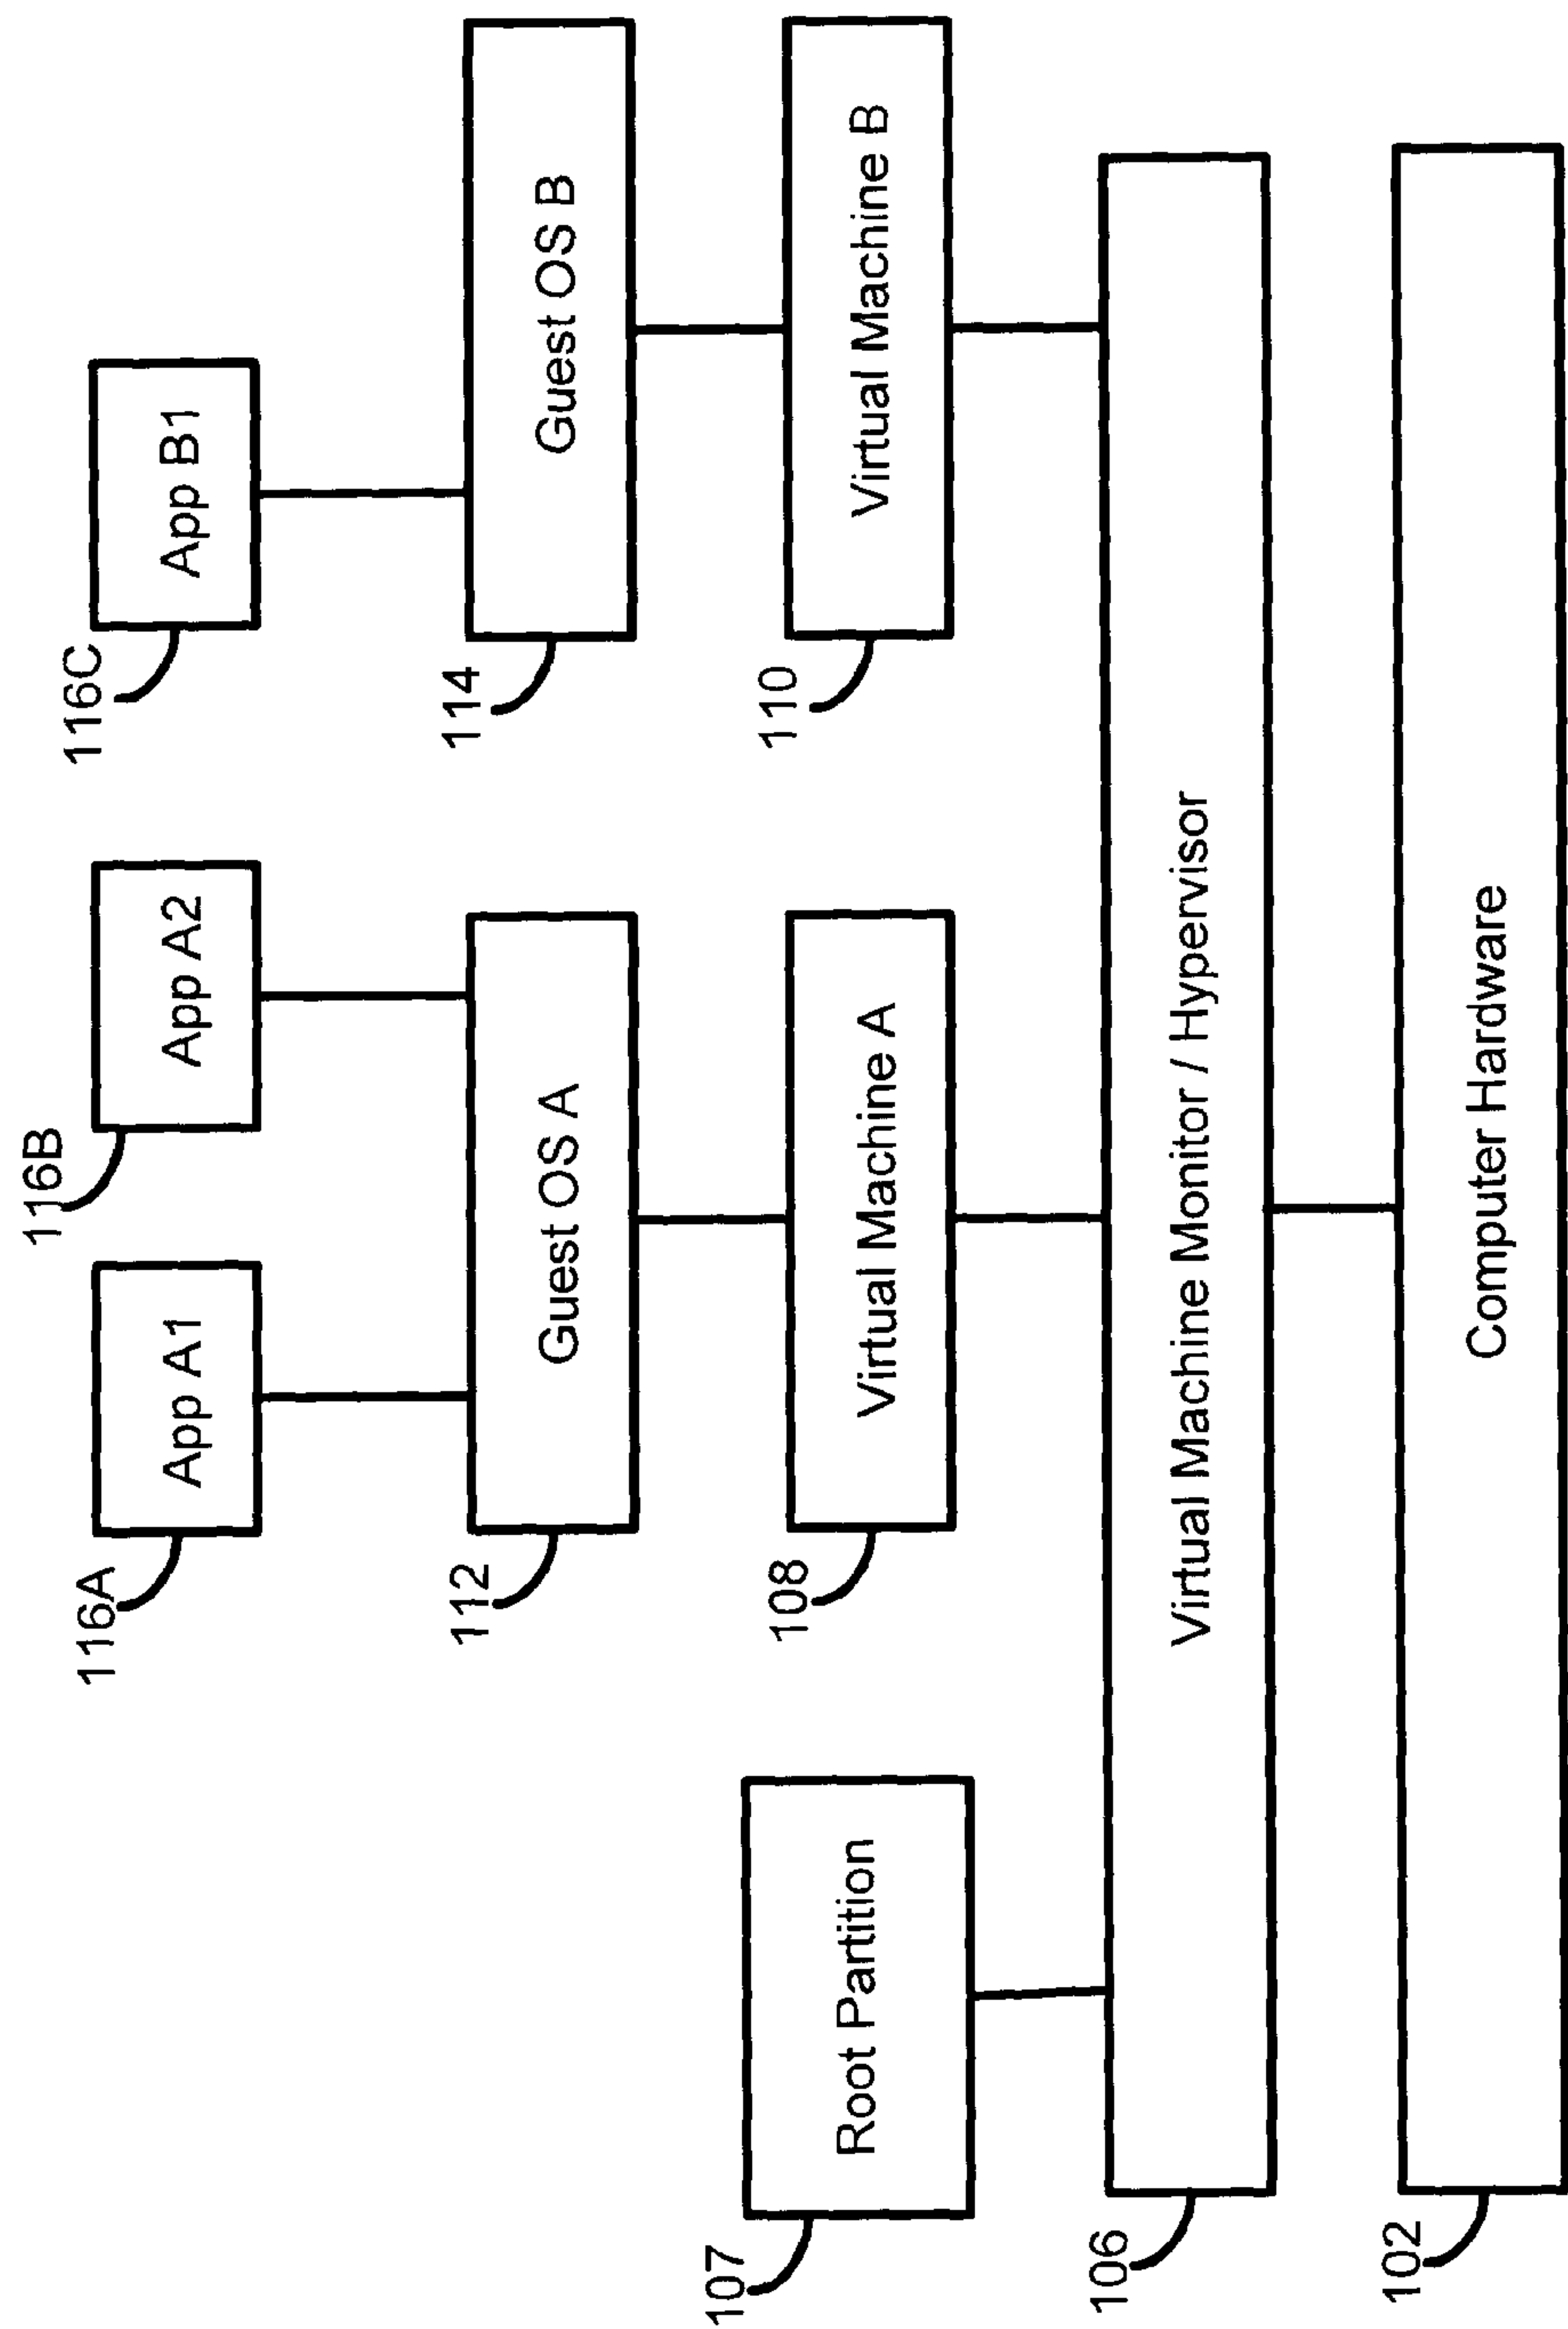 116A
App A1
116B
App A2
116C
App B1
112
Guest OS A
114
Guest OS B
107
Root Partition
108
Virtual Machine A
110
Virtual Machine B
106
Virtual Machine Monitor / Hypervisor
102
Computer Hardware